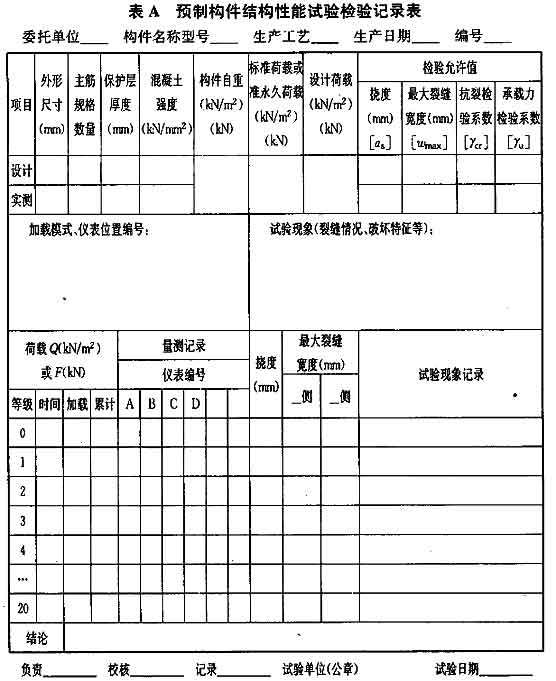 表 A 预制构件结构性能试验检验记录表
委托单位____ 构件名称型号____ 生产工艺____ 生产日期____ 编号____
项目 外形尺寸(mm) 主筋规格数量 保护层厚度(mm) 混凝土强度(kN/mm²) 构件自重(kN/m²)(kN) 标准荷载或准永久荷载(kN/m²)(kN) 设计荷载(kN/m²)(kN) 检验允许值
挠度(mm)[aₛ] 最大裂缝宽度(mm)[wmax] 抗裂检验系数[γcr] 承载力检验系数[γu]
设计
实测
加载模式、仪表位置编号: 试验现象(裂缝情况、破坏特征等):
荷载 Q(kN/m²)或 F(kN) 量测记录 挠度(mm) 最大裂缝宽度(mm) 试验现象记录
仪表编号 __侧 __侧
等级 时间 加载 累计 A B C D
0
1
2
3
4
…
20
结论
负责______ 校核______ 记录______ 试验单位(公章) 试验日期______